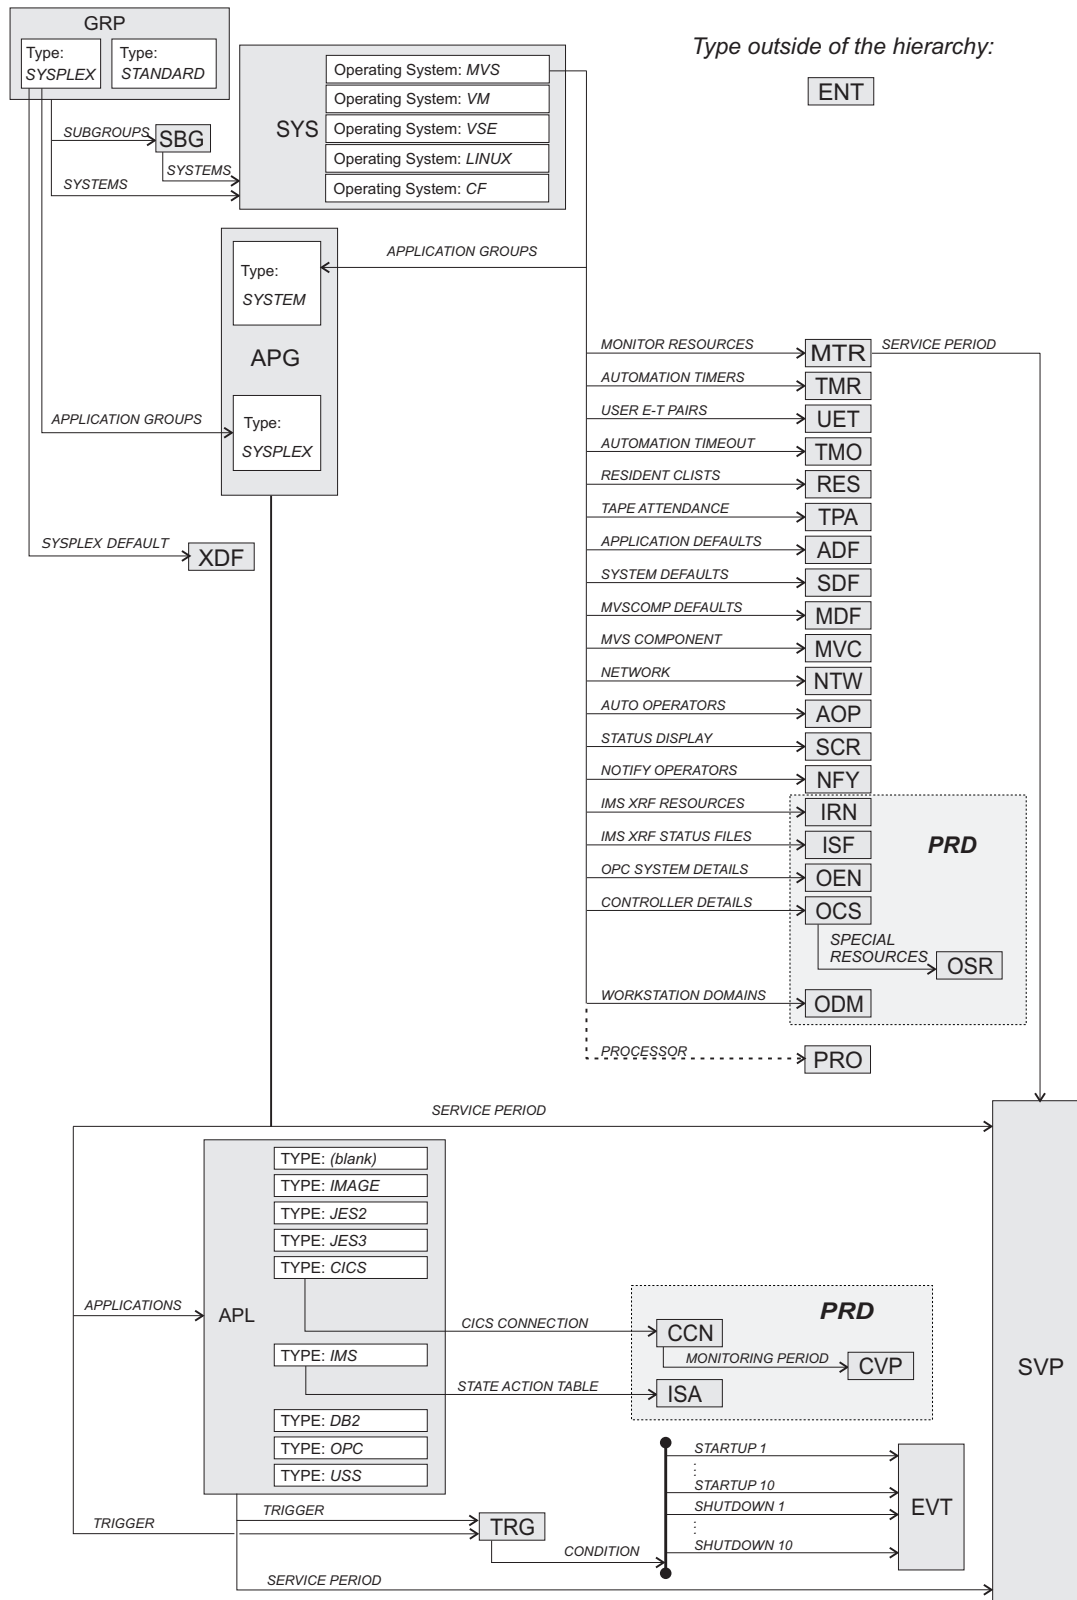 GRP
Type:
SYSPLEX
Type:
STANDARD
Type outside of the hierarchy:
ENT
SYS
Operating System: MVS
Operating System: VM
Operating System: VSE
Operating System: LINUX
Operating System: CF
SUBGROUPS
SBG
SYSTEMS
SYSTEMS
APPLICATION GROUPS
Type:
SYSTEM
APG
Type:
SYSPLEX
APPLICATION GROUPS
SYSPLEX DEFAULT
XDF
MONITOR RESOURCES
MTR
SERVICE PERIOD
AUTOMATION TIMERS
TMR
USER E-T PAIRS
UET
AUTOMATION TIMEOUT
TMO
RESIDENT CLISTS
RES
TAPE ATTENDANCE
TPA
APPLICATION DEFAULTS
ADF
SYSTEM DEFAULTS
SDF
MVSCOMP DEFAULTS
MDF
MVS COMPONENT
MVC
NETWORK
NTW
AUTO OPERATORS
AOP
STATUS DISPLAY
SCR
NOTIFY OPERATORS
NFY
IMS XRF RESOURCES
IRN
IMS XRF STATUS FILES
ISF
PRD
OPC SYSTEM DETAILS
OEN
CONTROLLER DETAILS
OCS
SPECIAL
RESOURCES
OSR
WORKSTATION DOMAINS
ODM
PROCESSOR
PRO
SERVICE PERIOD
TYPE: (blank)
TYPE: IMAGE
TYPE: JES2
TYPE: JES3
TYPE: CICS
APPLICATIONS
APL
CICS CONNECTION
PRD
CCN
MONITORING PERIOD
CVP
TYPE: IMS
STATE ACTION TABLE
ISA
SVP
TYPE: DB2
TYPE: OPC
TYPE: USS
STARTUP 1
STARTUP 10
SHUTDOWN 1
SHUTDOWN 10
EVT
TRIGGER
TRIGGER
TRG
CONDITION
SERVICE PERIOD